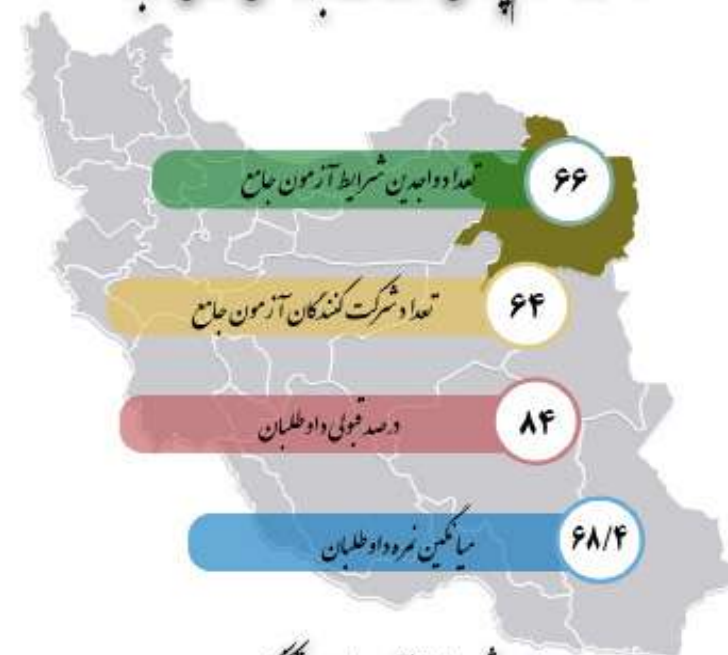 ۶۶
تعداد واجدین شرایط آزمون جامع
۶۴
تعداد شرکت کنندگان آزمون جامع
۸۴
درصد قبولی داوطلبان
۶۸/۴
میانگین نمره داوطلبان